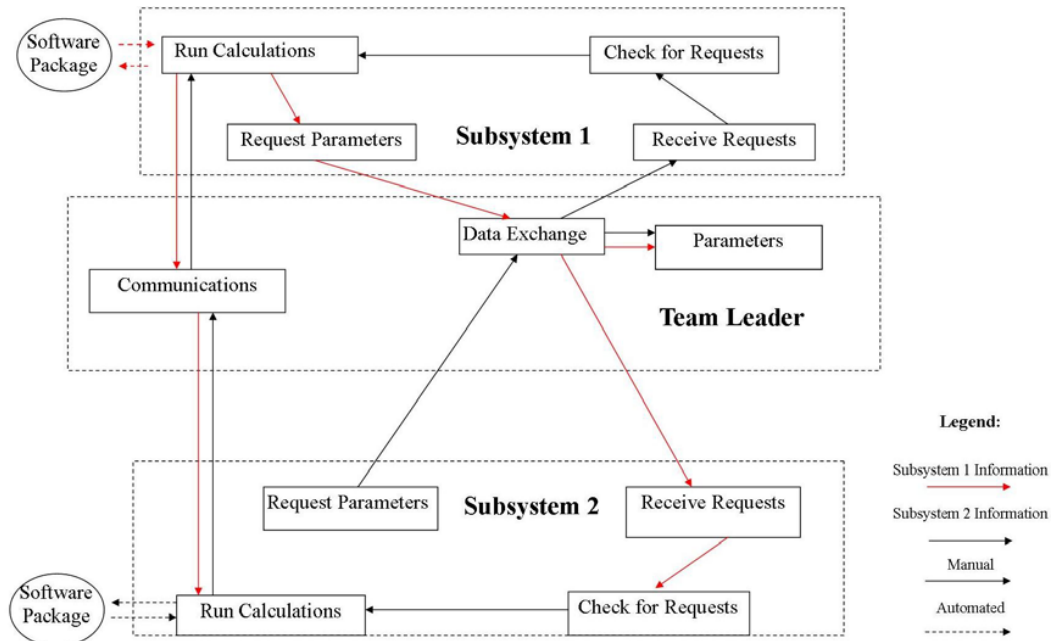 Software
Package
Run Calculations
Check for Requests
Request Parameters
Subsystem 1
Receive Requests
Data Exchange
Parameters
Communications
Team Leader
Legend:
Subsystem 1 Information
Subsystem 2 Information
Manual
Automated
Request Parameters
Subsystem 2
Receive Requests
Software
Package
Run Calculations
Check for Requests